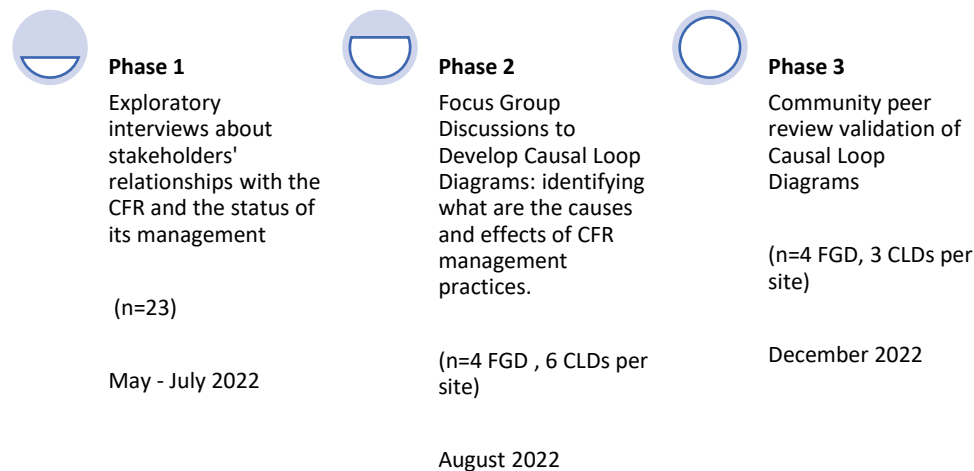 Phase 1
Exploratory
interviews about
stakeholders'
relationships with the
CFR and the status of
its management
(n=23)
May - July 2022
Phase 2
Focus Group
Discussions to
Develop Causal Loop
Diagrams: identifying
what are the causes
and effects of CFR
management
practices.
(n=4 FGD , 6 CLDs per
site)
August 2022
Phase 3
Community peer
review validation of
Causal Loop
Diagrams
(n=4 FGD, 3 CLDs per
site)
December 2022